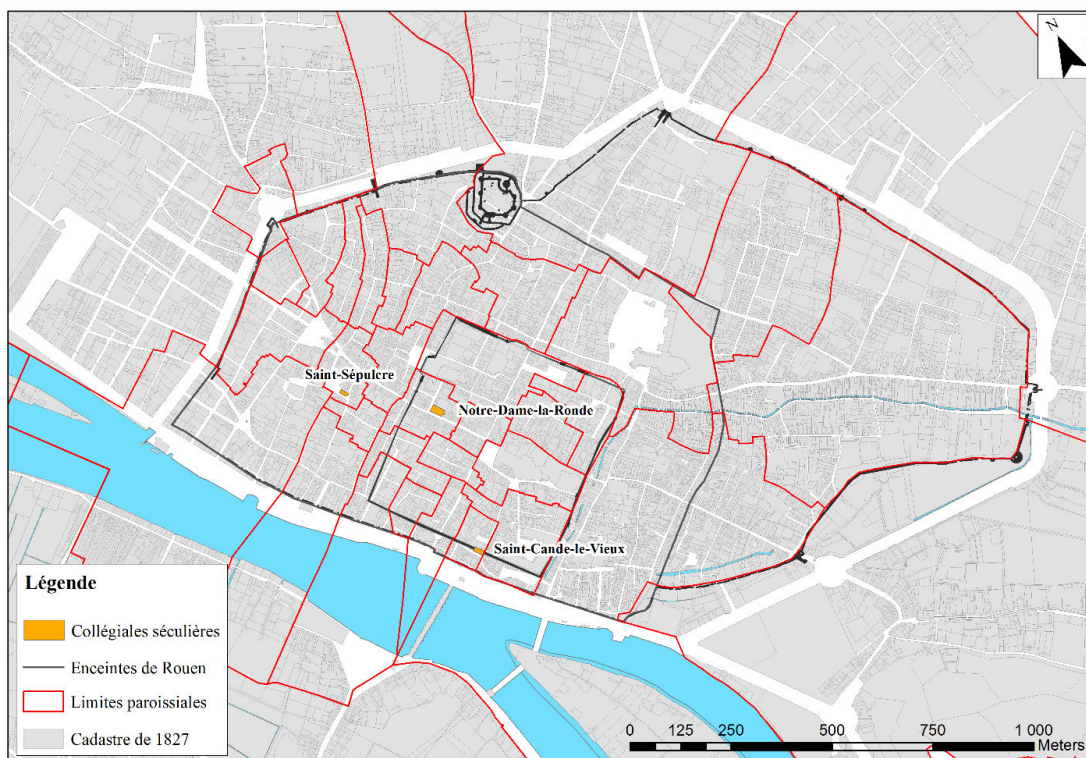 N
Saint-Sépulcre
Notre-Dame-la-Ronde
Saint-Cande-le-Vieux
Légende
Collégiales séculières
Enceintes de Rouen
Limites paroissiales
Cadastre de 1827
0 125 250 500 750 1 000
Meters